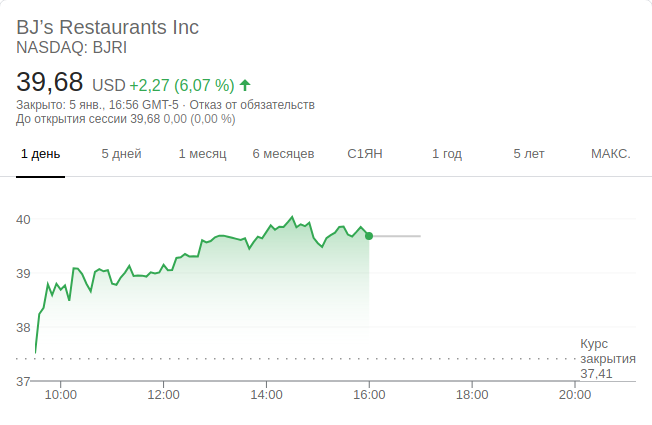 BJ’s Restaurants Inc
NASDAQ: BJRI
39,68 USD +2,27 (6,07 %)
Закрыто: 5 янв., 16:56 GMT-5 · Отказ от обязательств
До открытия сессии 39,68 0,00 (0,00 %)
1 день 5 дней 1 месяц 6 месяцев С1ЯН 1 год 5 лет МАКС.
40
39
38
Курс
закрытия
37,41
37
10:00 12:00 14:00 16:00 18:00 20:00